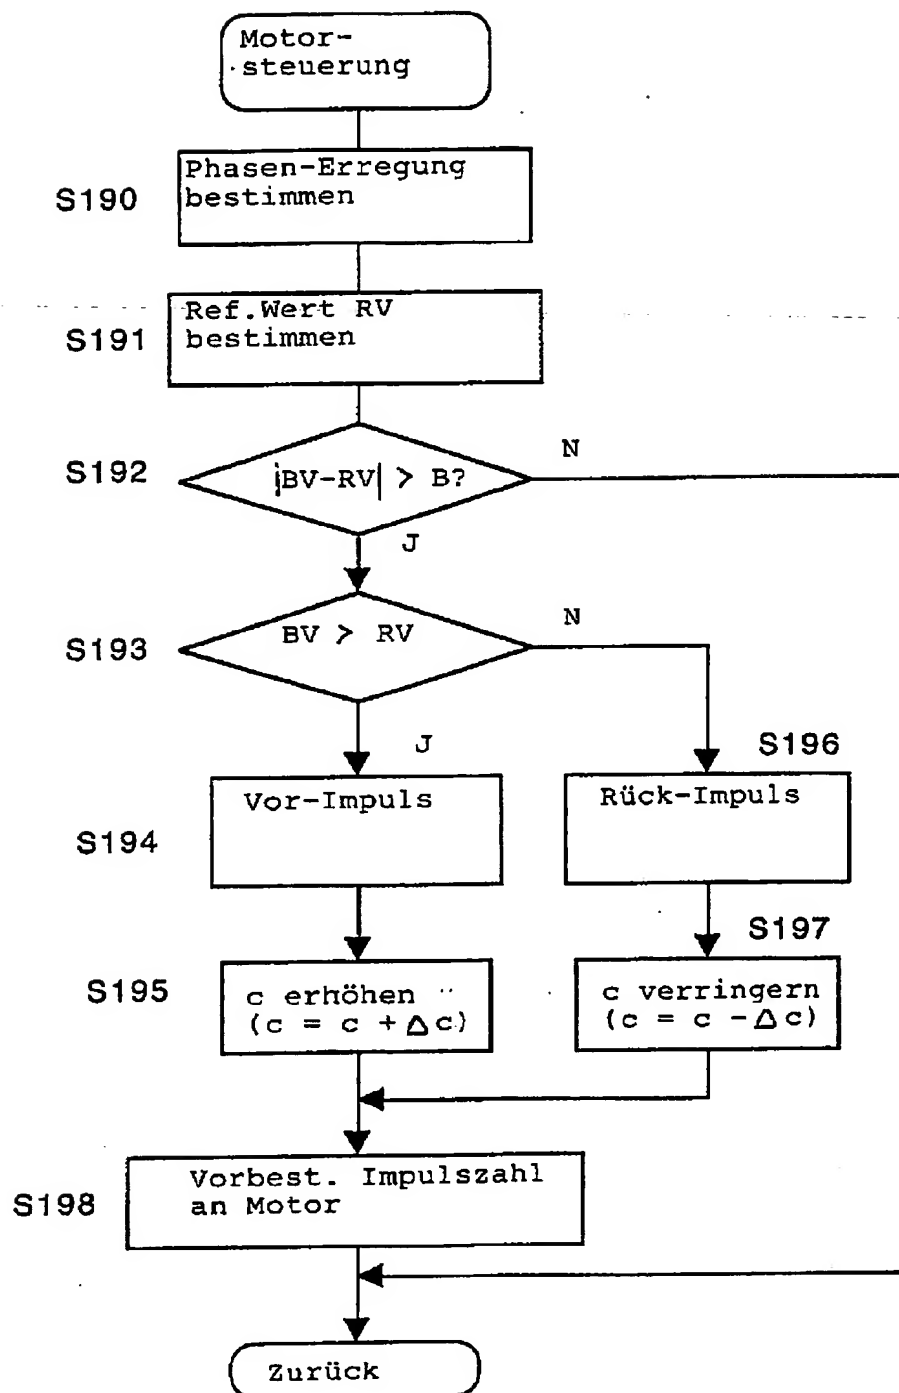 Motor-
steuerung
S190
Phasen-Erregung
bestimmen
S191
Ref.Wert RV
bestimmen
S192
|BV-RV| > B?
N
J
S193
BV > RV
N
J
S194
Vor-Impuls
S196
Rück-Impuls
S195
c erhöhen
(c = c + Δc)
S197
c verringern
(c = c - Δc)
S198
Vorbest. Impulszahl
an Motor
Zurück